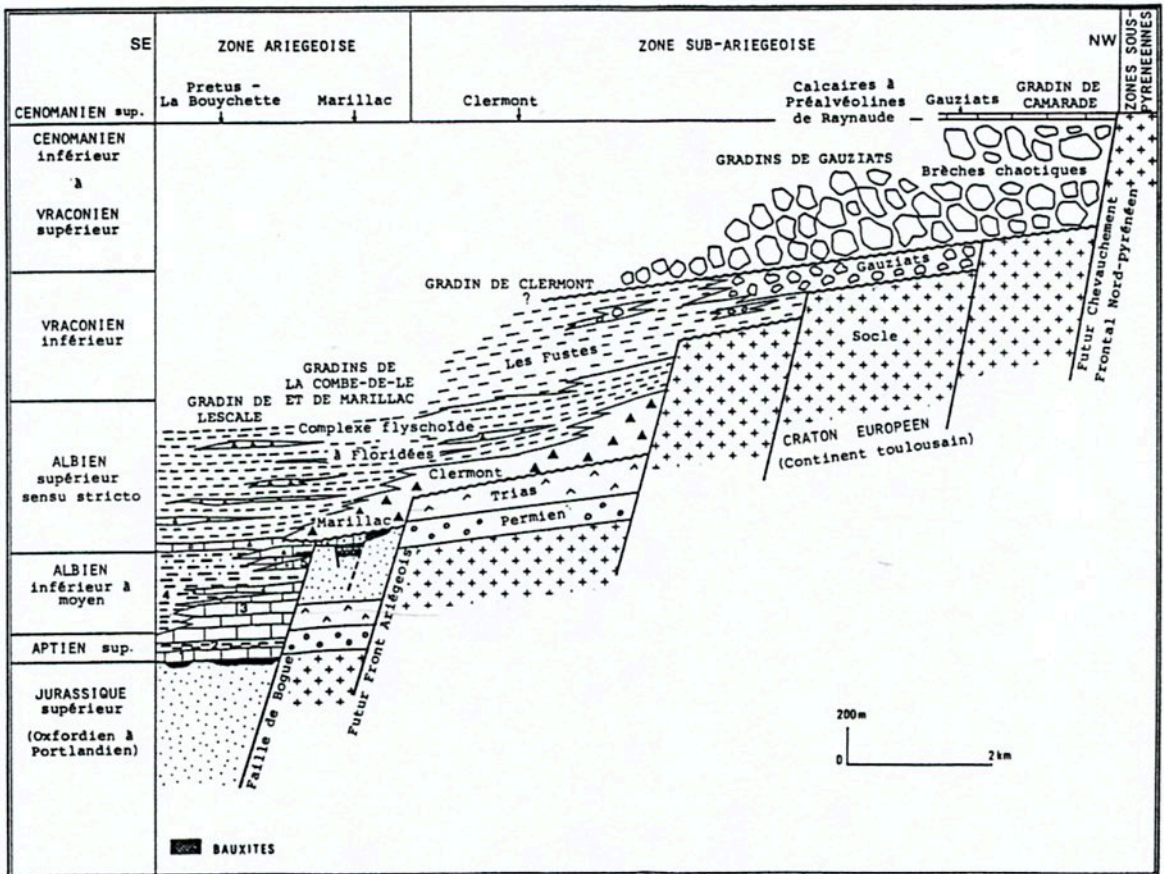 SE
ZONE ARIEGEOISE
ZONE SUB-ARIEGEOISE
NW
ZONES SOUS-
PYRENEENNES
Pretus -
La Bouychette
Marillac
Clermont
Calcaires à
Préalvéolines
de Raynaude
Gauziats
GRADIN DE
CAMARADE
CENOMANIEN sup.
CENOMANIEN
inférieur
à
VRACONIEN
supérieur
GRADINS DE GAUZIATS
Brèches chaotiques
Gauziats
Futur Chevauchement
Frontal Nord-pyrénéen
VRACONIEN
inférieur
GRADIN DE CLERMONT
?
Les Fustes
Socle
GRADINS DE
LA COMBE-DE-LE
ET DE MARILLAC
GRADIN DE
LESCALE
Complexe flyschoïde
à Floridées
CRATON EUROPEEN
(Continent toulousain)
ALBIEN
supérieur
sensu stricto
Clermont
Trias
Permien
Marillac
ALBIEN
inférieur à
moyen
4
5
3
APTIEN sup.
2
JURASSIQUE
supérieur
(Oxfordien à
Portlandien)
Faille de Bogue
Futur Front Ariégeois
200m
0
2km
BAUXITES